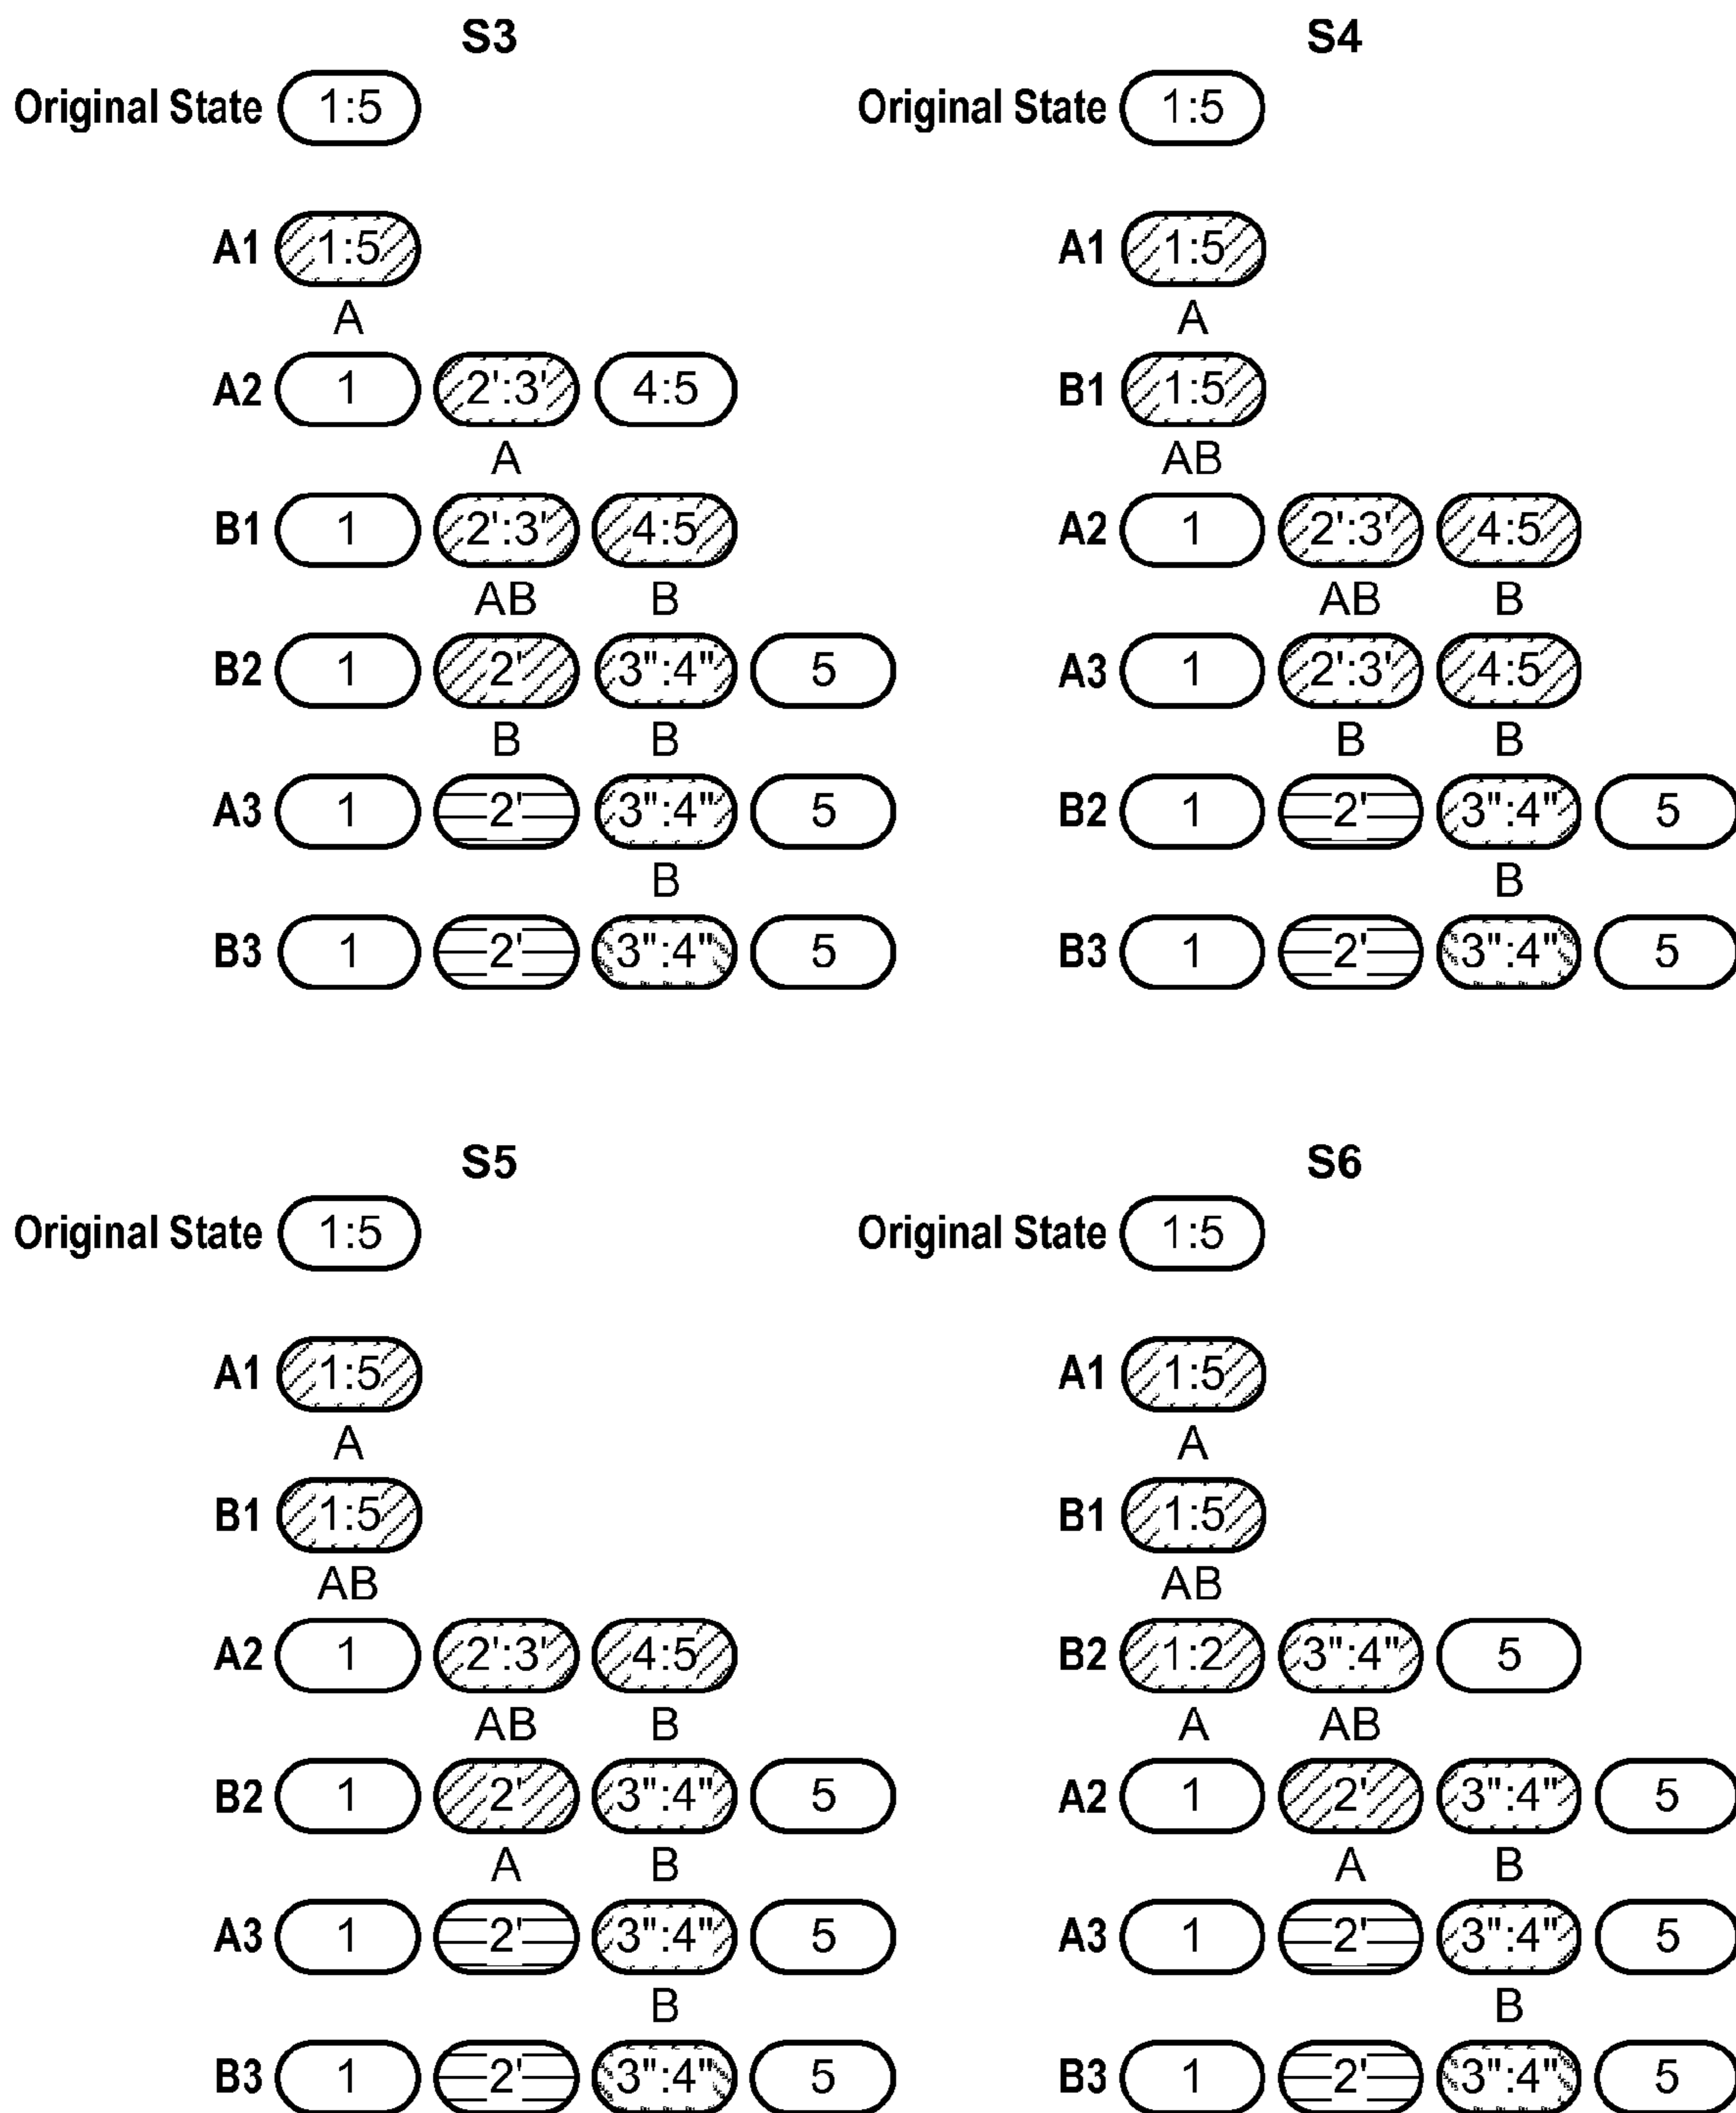 S3
Original State 1:5
A1 1:5
A
A2 1 2':3' 4:5
A
B1 1 2':3' 4:5
AB B
B2 1 2' 3":4" 5
B B
A3 1 2' 3":4" 5
B
B3 1 2' 3":4" 5
S4
Original State 1:5
A1 1:5
A
B1 1:5
AB
A2 1 2':3' 4:5
AB B
A3 1 2':3' 4:5
B B
B2 1 2' 3":4" 5
B
B3 1 2' 3":4" 5
S5
Original State 1:5
A1 1:5
A
B1 1:5
AB
A2 1 2':3' 4:5
AB B
B2 1 2' 3":4" 5
A B
A3 1 2' 3":4" 5
B
B3 1 2' 3":4" 5
S6
Original State 1:5
A1 1:5
A
B1 1:5
AB
B2 1:2 3":4" 5
A AB
A2 1 2' 3":4" 5
A B
A3 1 2' 3":4" 5
B
B3 1 2' 3":4" 5